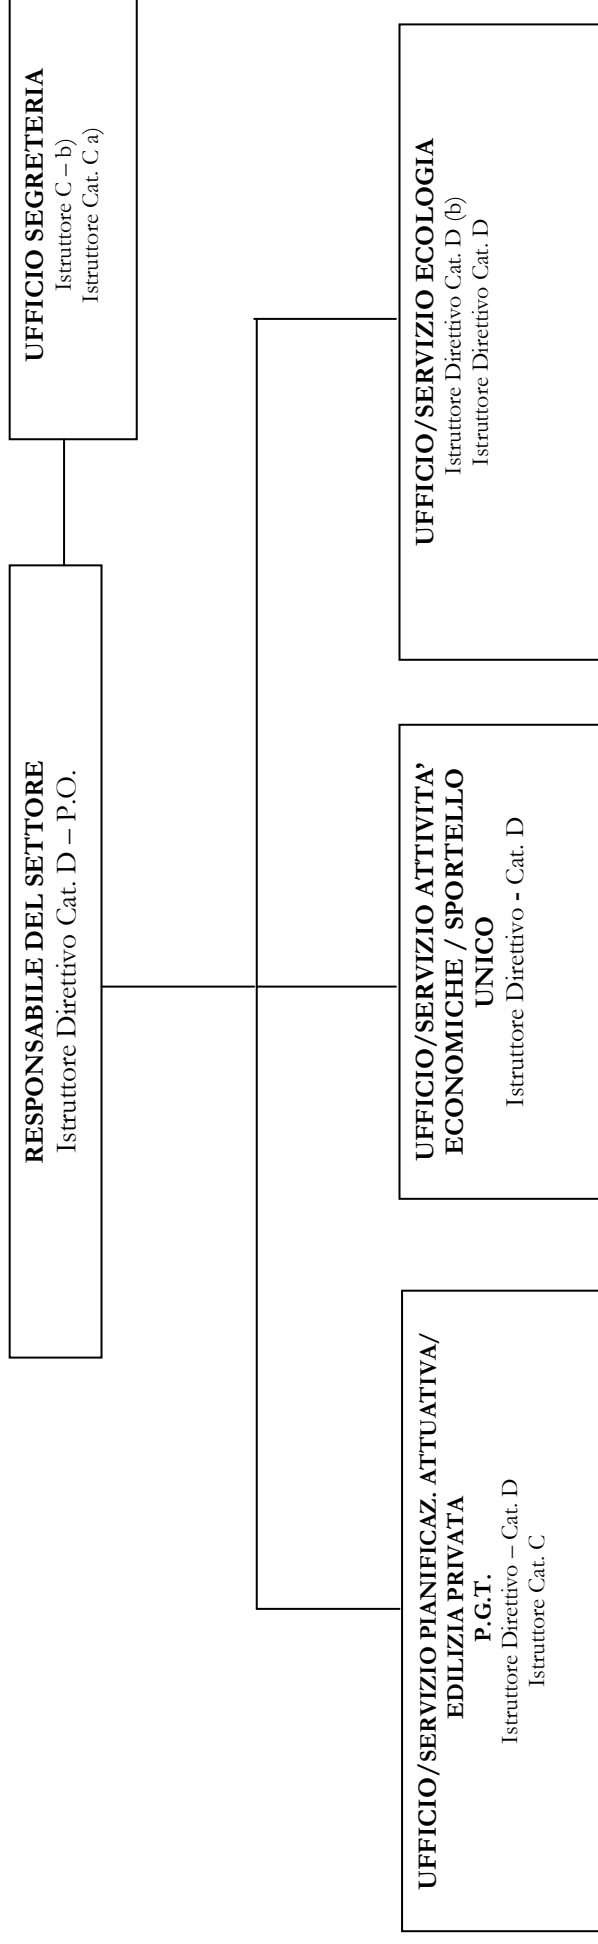 RESPONSABILE DEL SETTORE
Istruttore Direttivo Cat. D – P.O.
UFFICIO SEGRETERIA
Istruttore C – b)
Istruttore Cat. C a)
UFFICIO/SERVIZIO PIANIFICAZ. ATTUATIVA/
EDILIZIA PRIVATA
P.G.T.
Istruttore Direttivo – Cat. D
Istruttore Cat. C
UFFICIO/SERVIZIO ATTIVITA'
ECONOMICHE / SPORTELLO
UNICO
Istruttore Direttivo - Cat. D
UFFICIO/SERVIZIO ECOLOGIA
Istruttore Direttivo Cat. D (b)
Istruttore Direttivo Cat. D